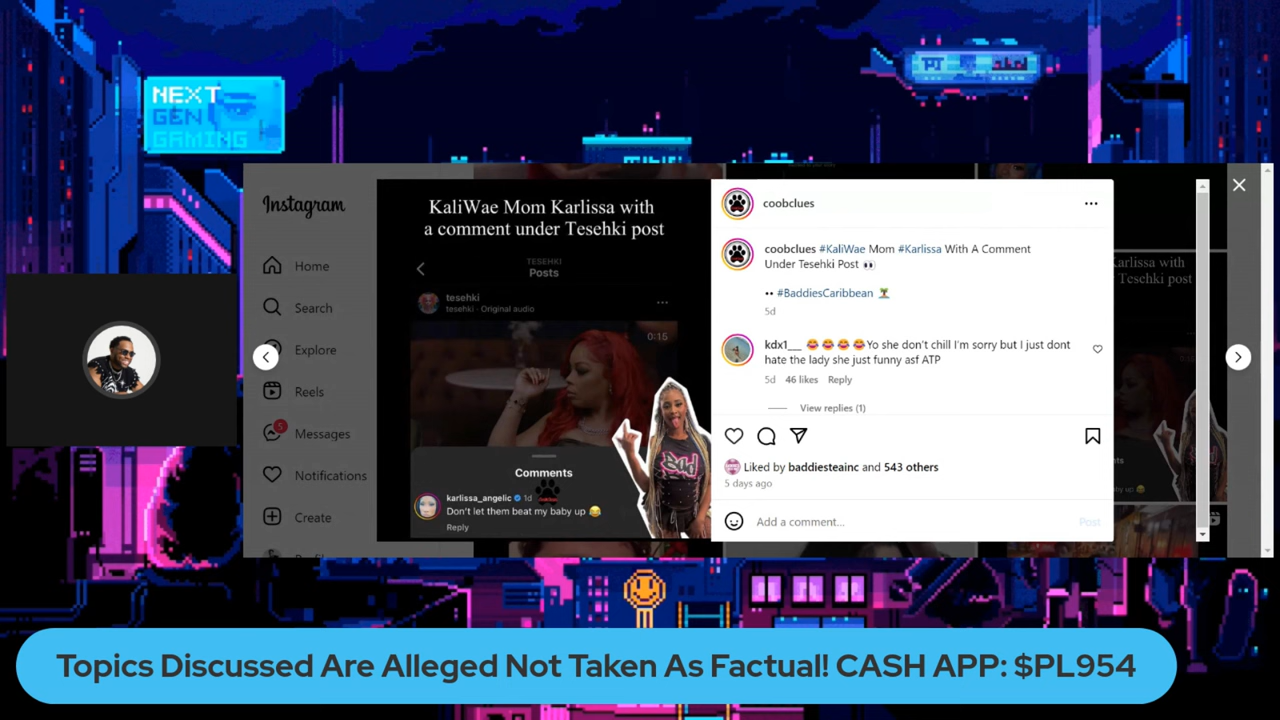 NEXT
GEN
GAMING
Instagram
Home
Search
Explore
Reels
5
Messages
Notifications
Create
KaliWae Mom Karlissa with
a comment under Tesehki post
TESEHKI
Posts
tesehki
tesehki · Original audio
0:15
Comments
karlissa_angelic 1d
Don't let them beat my baby up 😂
Reply
coobclues
coobclues #KaliWae Mom #Karlissa With A Comment
Under Tesehki Post 👀
•• #BaddiesCaribbean 🏝️
5d
kdx1___ 😂😂😂😂Yo she don't chill I'm sorry but I just dont
hate the lady she just funny asf ATP
5d 46 likes Reply
View replies (1)
Liked by baddiesteainc and 543 others
5 days ago
Add a comment...
Post
Karlissa with
Tesehki post
Topics Discussed Are Alleged Not Taken As Factual! CASH APP: $PL954